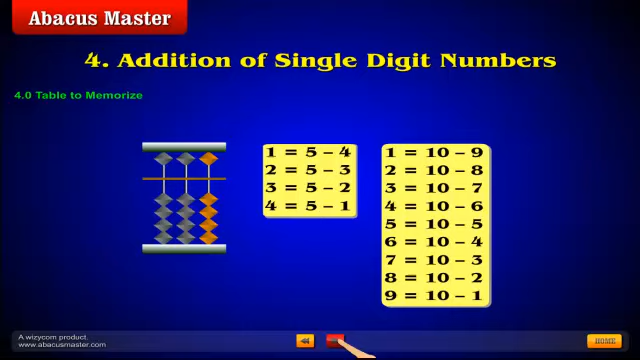 Abacus Master
4. Addition of Single Digit Numbers
4.0 Table to Memorize
1 = 5 – 4
2 = 5 – 3
3 = 5 – 2
4 = 5 – 1
1 = 10 – 9
2 = 10 – 8
3 = 10 – 7
4 = 10 – 6
5 = 10 – 5
6 = 10 – 4
7 = 10 – 3
8 = 10 – 2
9 = 10 – 1
A wizycom product.
www.abacusmaster.com
HOME